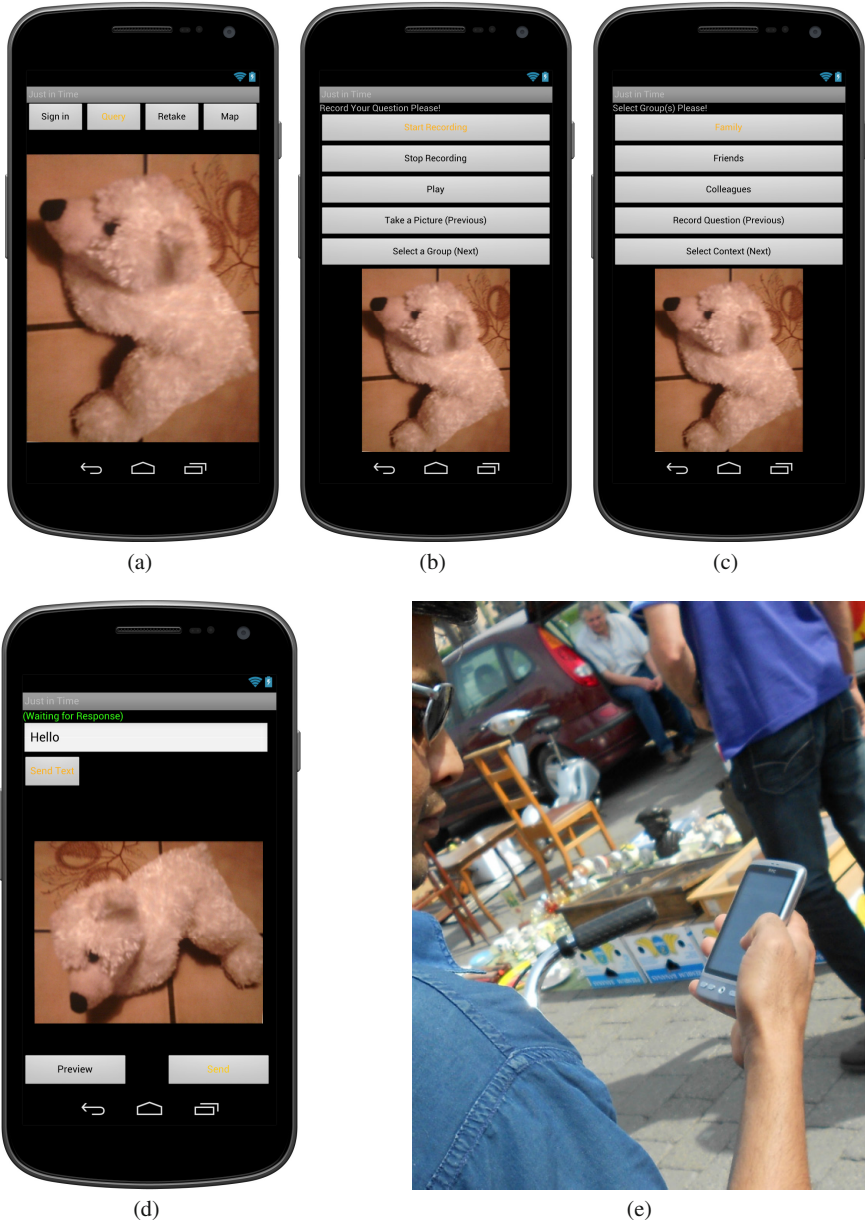 Just in Time
Sign in Query Retake Map
(a)
Just in Time
Record Your Question Please!
Start Recording
Stop Recording
Play
Take a Picture (Previous)
Select a Group (Next)
(b)
Just in Time
Select Group(s) Please!
Family
Friends
Colleagues
Record Question (Previous)
Select Context (Next)
(c)
Just in Time
(Waiting for Response)
Hello
Send Text
Preview Send
(d)
hTC
(e)